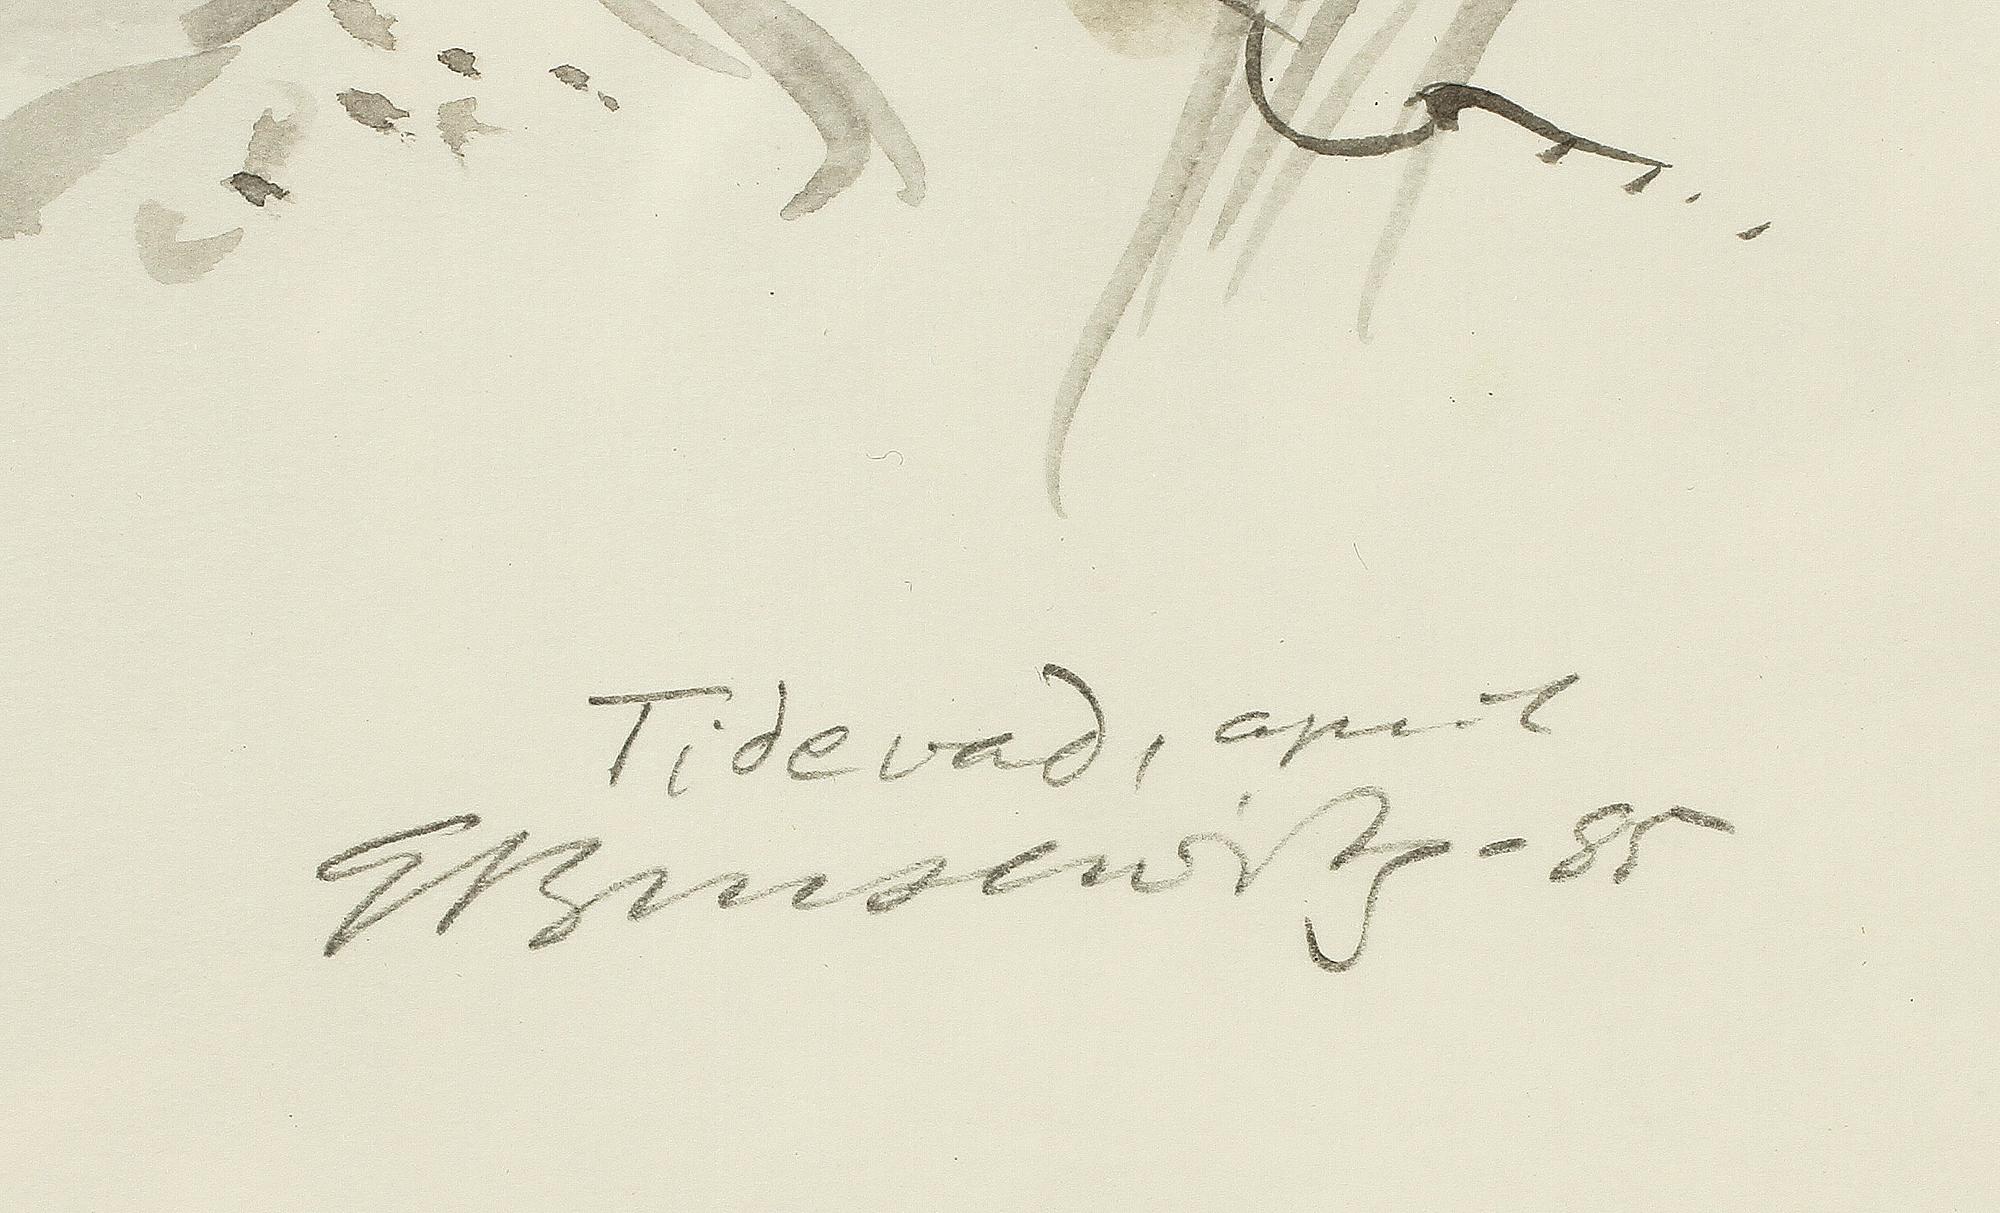 Tidevad, april
G Brusewitz - 85